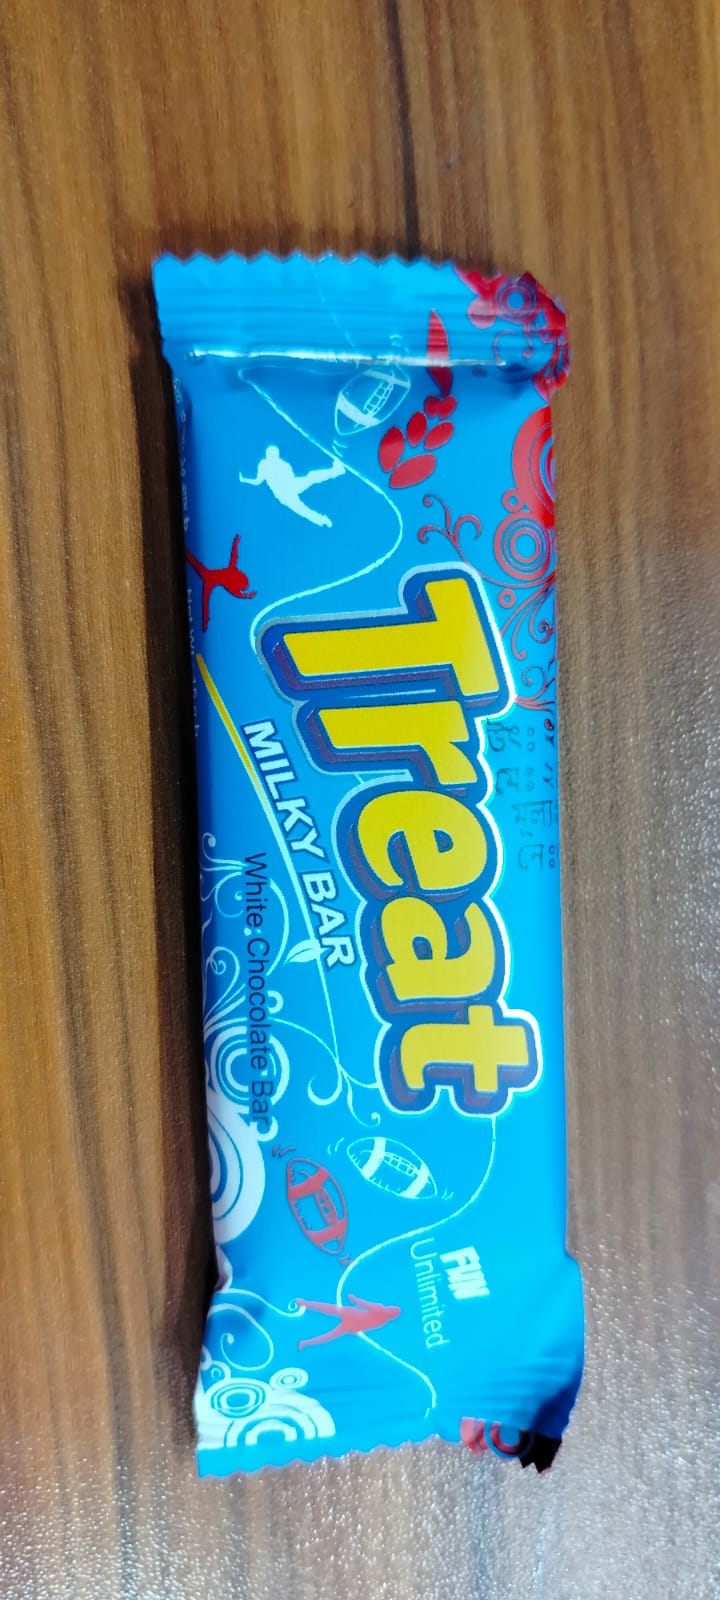 Treat
MILKY BAR
White Chocolate Bar
FUN
Unlimited